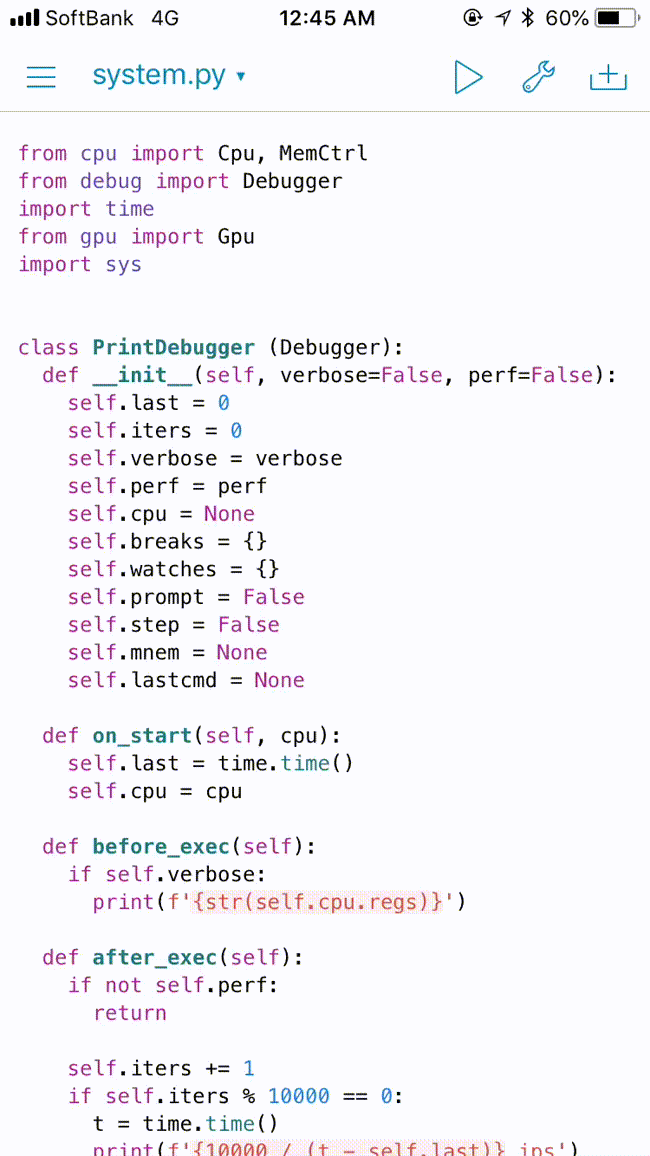 SoftBank 4G 12:45 AM 60%
system.py ▾
from cpu import Cpu, MemCtrl
from debug import Debugger
import time
from gpu import Gpu
import sys
class PrintDebugger (Debugger):
  def __init__(self, verbose=False, perf=False):
    self.last = 0
    self.iters = 0
    self.verbose = verbose
    self.perf = perf
    self.cpu = None
    self.breaks = {}
    self.watches = {}
    self.prompt = False
    self.step = False
    self.mnem = None
    self.lastcmd = None
  def on_start(self, cpu):
    self.last = time.time()
    self.cpu = cpu
  def before_exec(self):
    if self.verbose:
      print(f'{str(self.cpu.regs)}')
  def after_exec(self):
    if not self.perf:
      return
    self.iters += 1
    if self.iters % 10000 == 0:
      t = time.time()
      print(f'{10000 / (t - self.last)} ips')